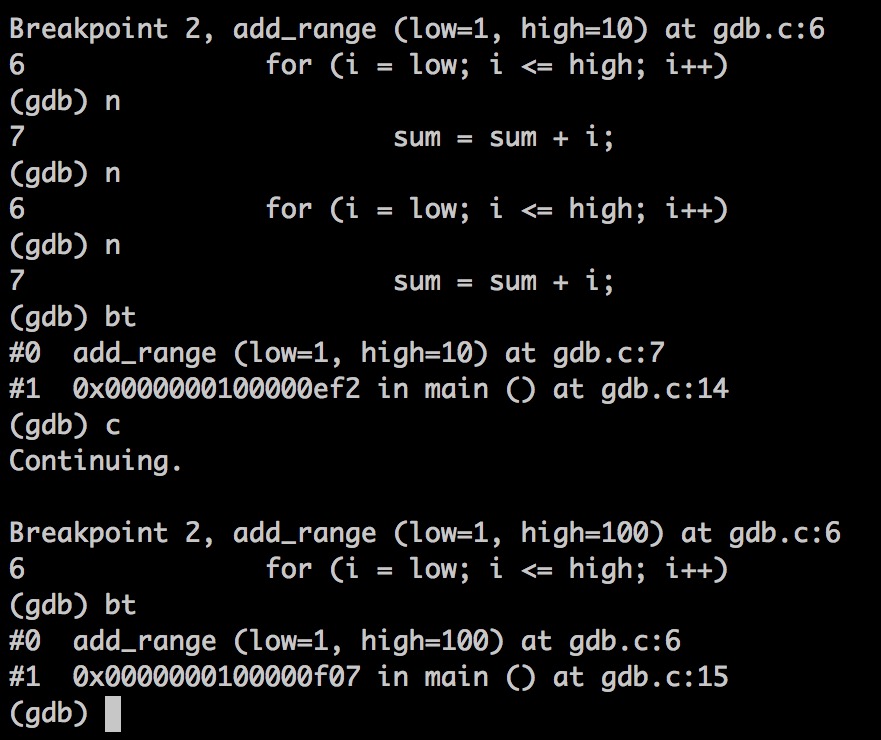 Breakpoint 2, add_range (low=1, high=10) at gdb.c:6
6               for (i = low; i <= high; i++)
(gdb) n
7                       sum = sum + i;
(gdb) n
6               for (i = low; i <= high; i++)
(gdb) n
7                       sum = sum + i;
(gdb) bt
#0  add_range (low=1, high=10) at gdb.c:7
#1  0x0000000100000ef2 in main () at gdb.c:14
(gdb) c
Continuing.

Breakpoint 2, add_range (low=1, high=100) at gdb.c:6
6               for (i = low; i <= high; i++)
(gdb) bt
#0  add_range (low=1, high=100) at gdb.c:6
#1  0x0000000100000f07 in main () at gdb.c:15
(gdb)